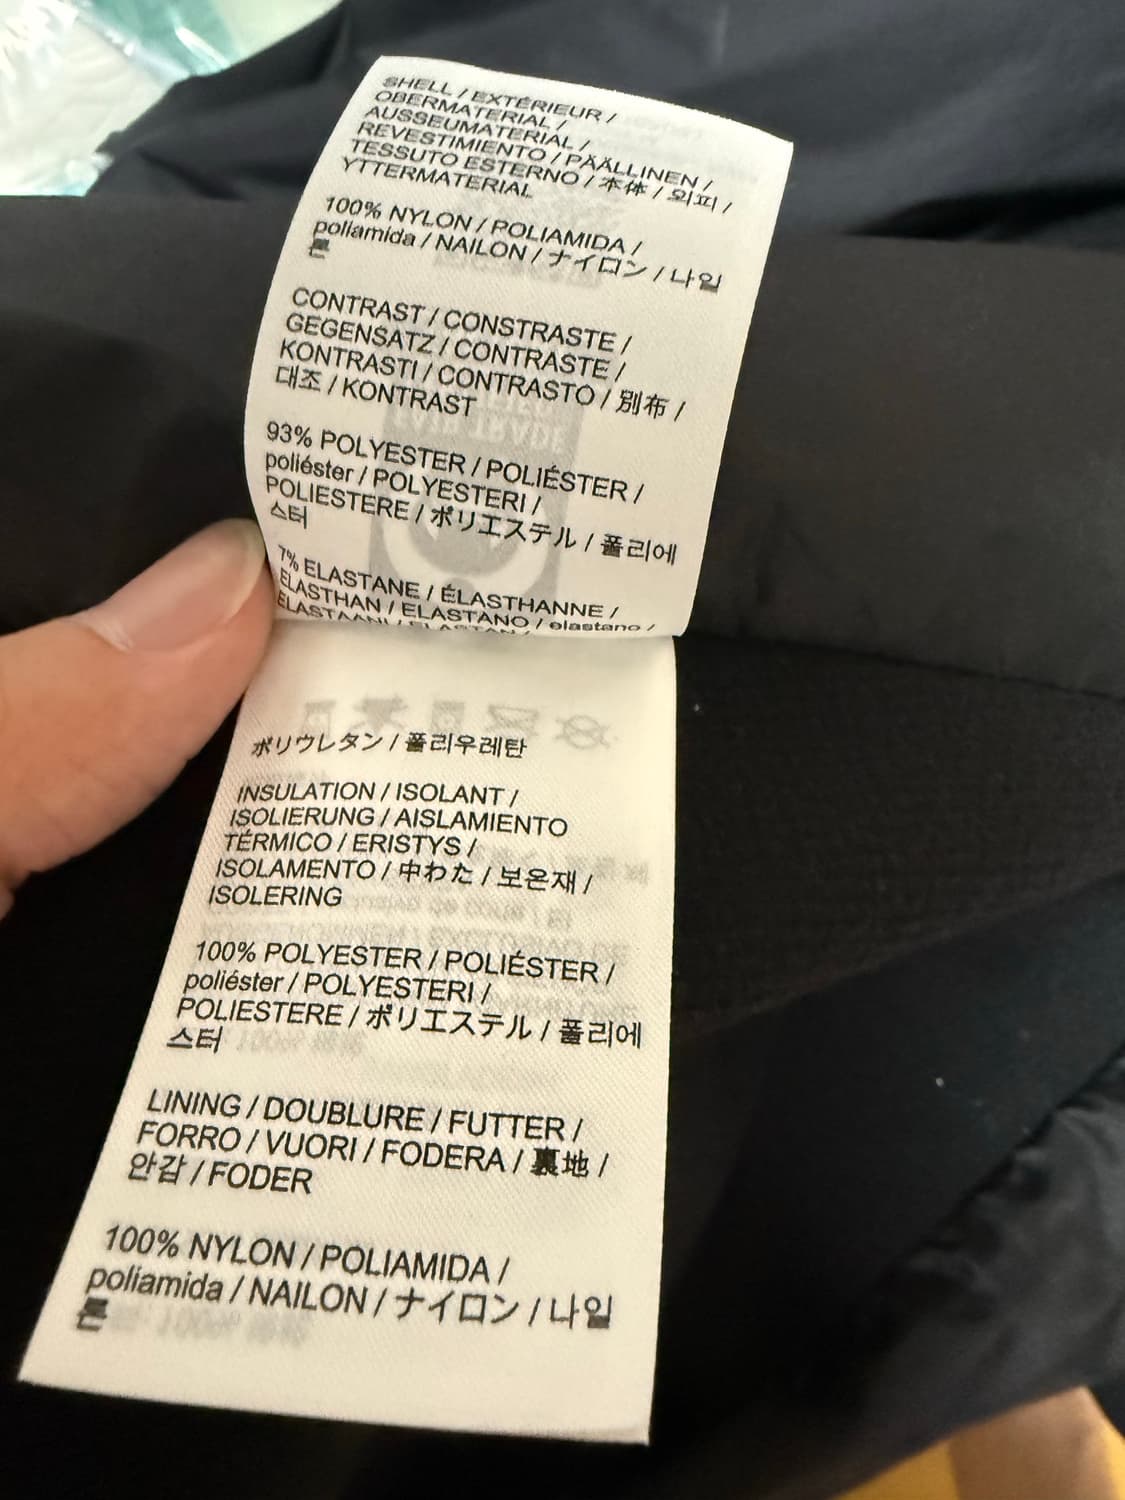 SHELL / EXTÉRIEUR /
OBERMATERIAL /
AUSSEUMATERIAL /
REVESTIMIENTO / PÄÄLLINEN /
TESSUTO ESTERNO / 本体 / 외피 /
YTTERMATERIAL
100% NYLON / POLIAMIDA /
poliamida / NAILON / ナイロン / 나일
론
CONTRAST / CONSTRASTE /
GEGENSATZ / CONTRASTE /
KONTRASTI / CONTRASTO / 別布 /
대조 / KONTRAST
93% POLYESTER / POLIÉSTER /
poliéster / POLYESTERI /
POLIESTERE / ポリエステル / 폴리에
스터
7% ELASTANE / ÉLASTHANNE /
ELASTHAN / ELASTANO / elastano /
ELASTAANI / ELASTAN /
ポリウレタン / 폴리우레탄
INSULATION / ISOLANT /
ISOLIERUNG / AISLAMIENTO
TÉRMICO / ERISTYS /
ISOLAMENTO / 中わた / 보온재 /
ISOLERING
100% POLYESTER / POLIÉSTER /
poliéster / POLYESTERI /
POLIESTERE / ポリエステル / 폴리에
스터
LINING / DOUBLURE / FUTTER /
FORRO / VUORI / FODERA / 裏地 /
안감 / FODER
100% NYLON / POLIAMIDA /
poliamida / NAILON / ナイロン / 나일
론